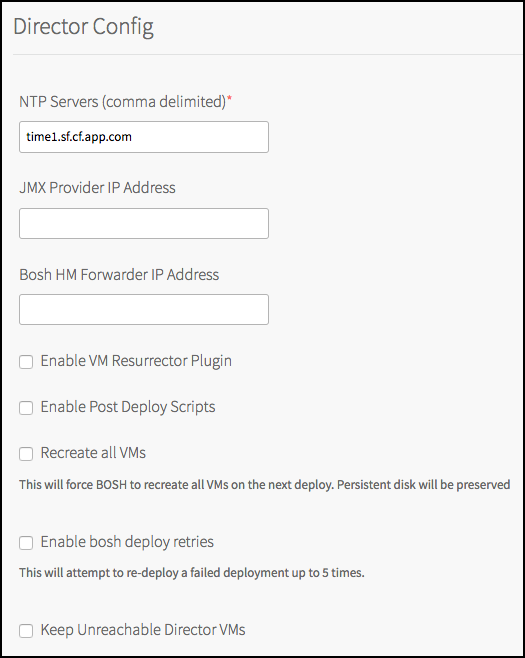 Director Config
NTP Servers (comma delimited)*
time1.sf.cf.app.com
JMX Provider IP Address
Bosh HM Forwarder IP Address
Enable VM Resurrector Plugin
Enable Post Deploy Scripts
Recreate all VMs
This will force BOSH to recreate all VMs on the next deploy. Persistent disk will be preserved
Enable bosh deploy retries
This will attempt to re-deploy a failed deployment up to 5 times.
Keep Unreachable Director VMs